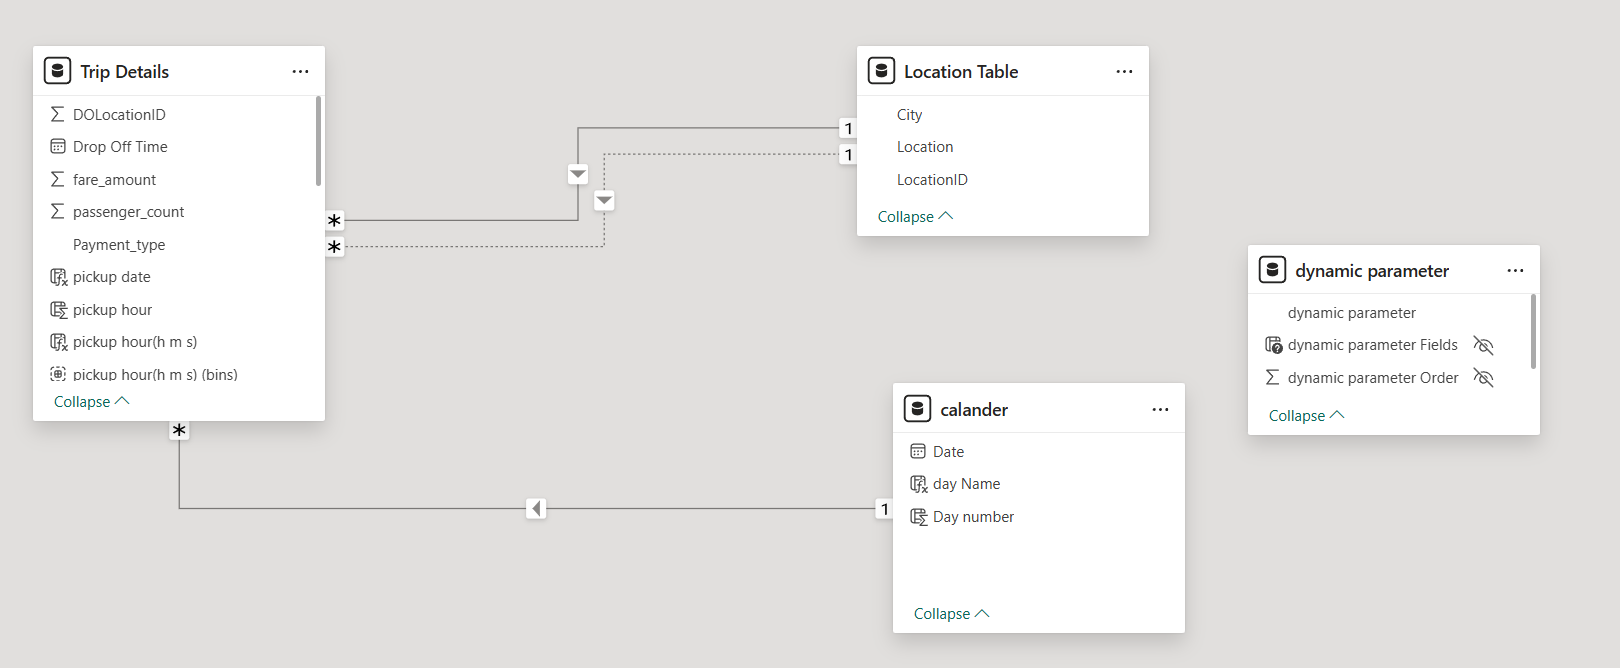 Trip Details
DOLocationID
Drop Off Time
fare_amount
passenger_count
Payment_type
pickup date
pickup hour
pickup hour(h m s)
pickup hour(h m s) (bins)
Collapse
*
*
*
1
1
Location Table
City
Location
LocationID
Collapse
1
calander
Date
day Name
Day number
Collapse
dynamic parameter
dynamic parameter
dynamic parameter Fields
dynamic parameter Order
Collapse